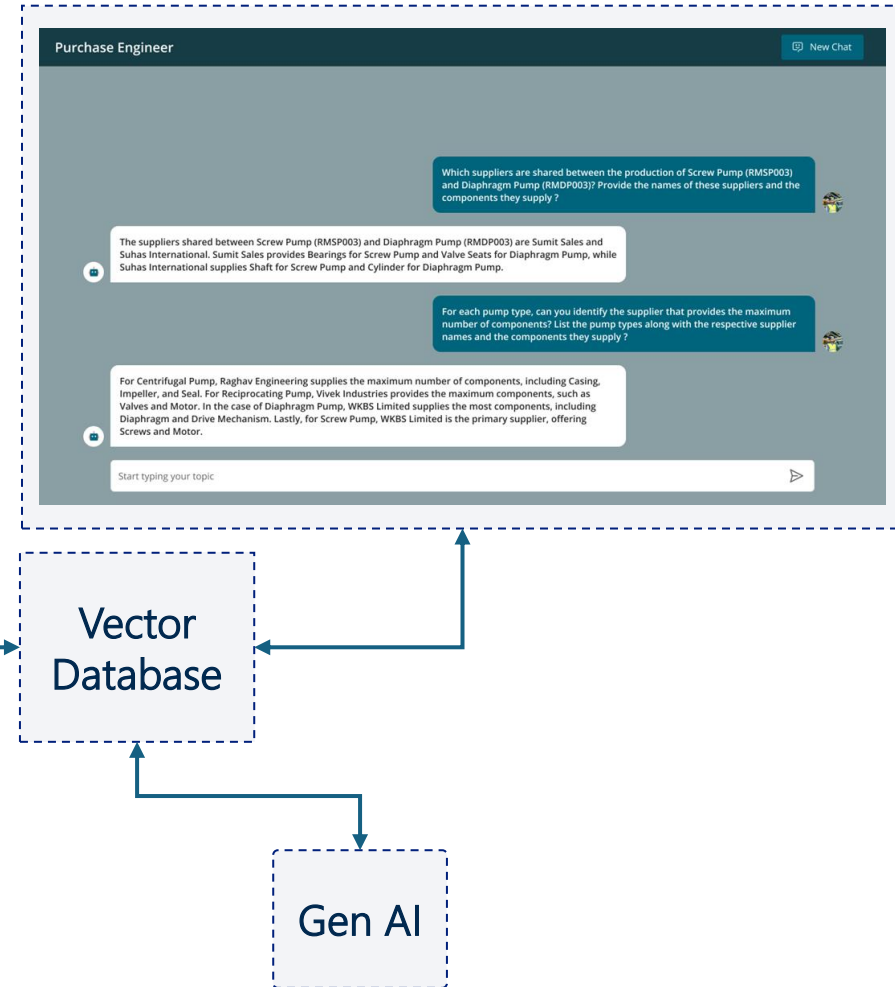 Purchase Engineer
New Chat
Which suppliers are shared between the production of Screw Pump (RMSP003)
and Diaphragm Pump (RMDP003)? Provide the names of these suppliers and the
components they supply ?
The suppliers shared between Screw Pump (RMSP003) and Diaphragm Pump (RMDP003) are Sumit Sales and
Suhas International. Sumit Sales provides Bearings for Screw Pump and Valve Seats for Diaphragm Pump, while
Suhas International supplies Shaft for Screw Pump and Cylinder for Diaphragm Pump.
For each pump type, can you identify the supplier that provides the maximum
number of components? List the pump types along with the respective supplier
names and the components they supply ?
For Centrifugal Pump, Raghav Engineering supplies the maximum number of components, including Casing,
Impeller, and Seal. For Reciprocating Pump, Vivek Industries provides the maximum components, such as
Valves and Motor. In the case of Diaphragm Pump, WKBS Limited supplies the most components, including
Diaphragm and Drive Mechanism. Lastly, for Screw Pump, WKBS Limited is the primary supplier, offering
Screws and Motor.
Start typing your topic
Vector
Database
Gen AI